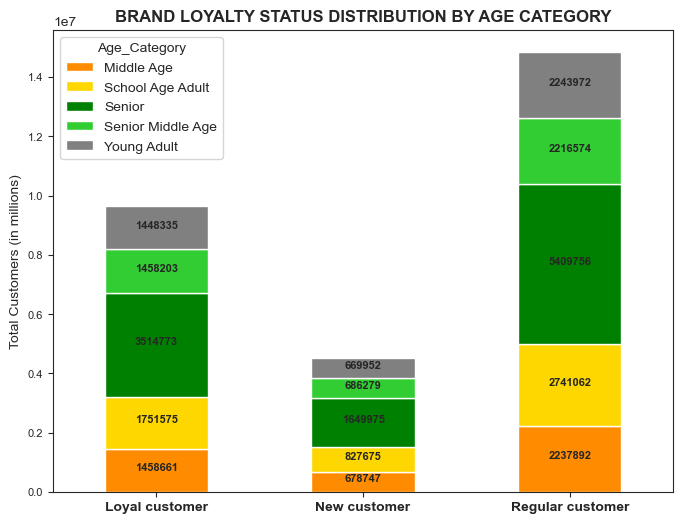 BRAND LOYALTY STATUS DISTRIBUTION BY AGE CATEGORY
1e7
Age_Category
Middle Age
School Age Adult
Senior
Senior Middle Age
Young Adult
Total Customers (in millions)
1.4
1.2
1.0
0.8
0.6
0.4
0.2
0.0
1448335
1458203
3514773
1751575
1458661
669952
686279
1649975
827675
678747
2243972
2216574
5409756
2741062
2237892
Loyal customer
New customer
Regular customer